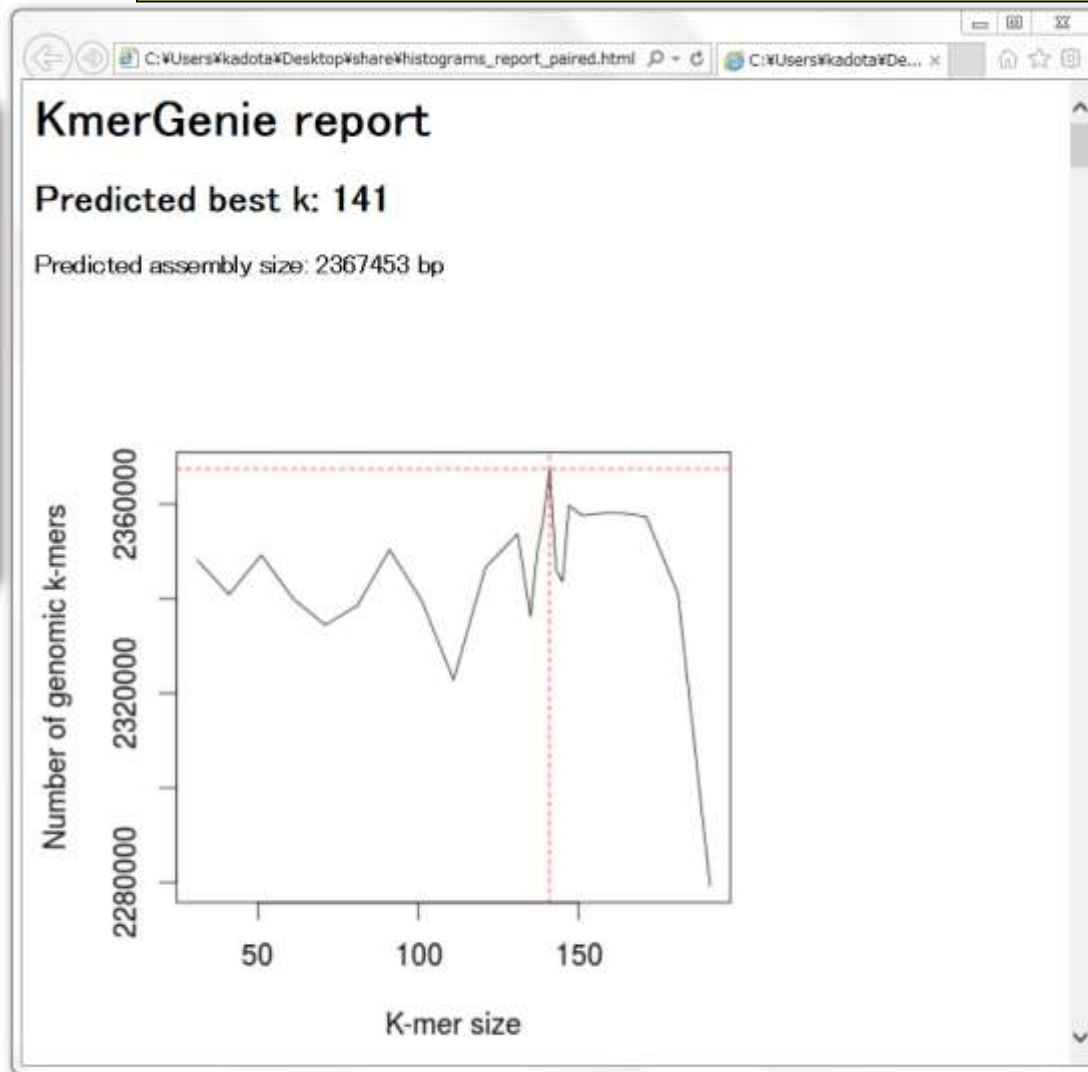 C:¥Users¥kadota¥Desktop¥share¥histograms_report_paired.html
C:¥Users¥kadota¥De...
KmerGenie report
Predicted best k: 141
Predicted assembly size: 2367453 bp
Number of genomic k-mers
2360000
2320000
2280000
50 100 150
K-mer size